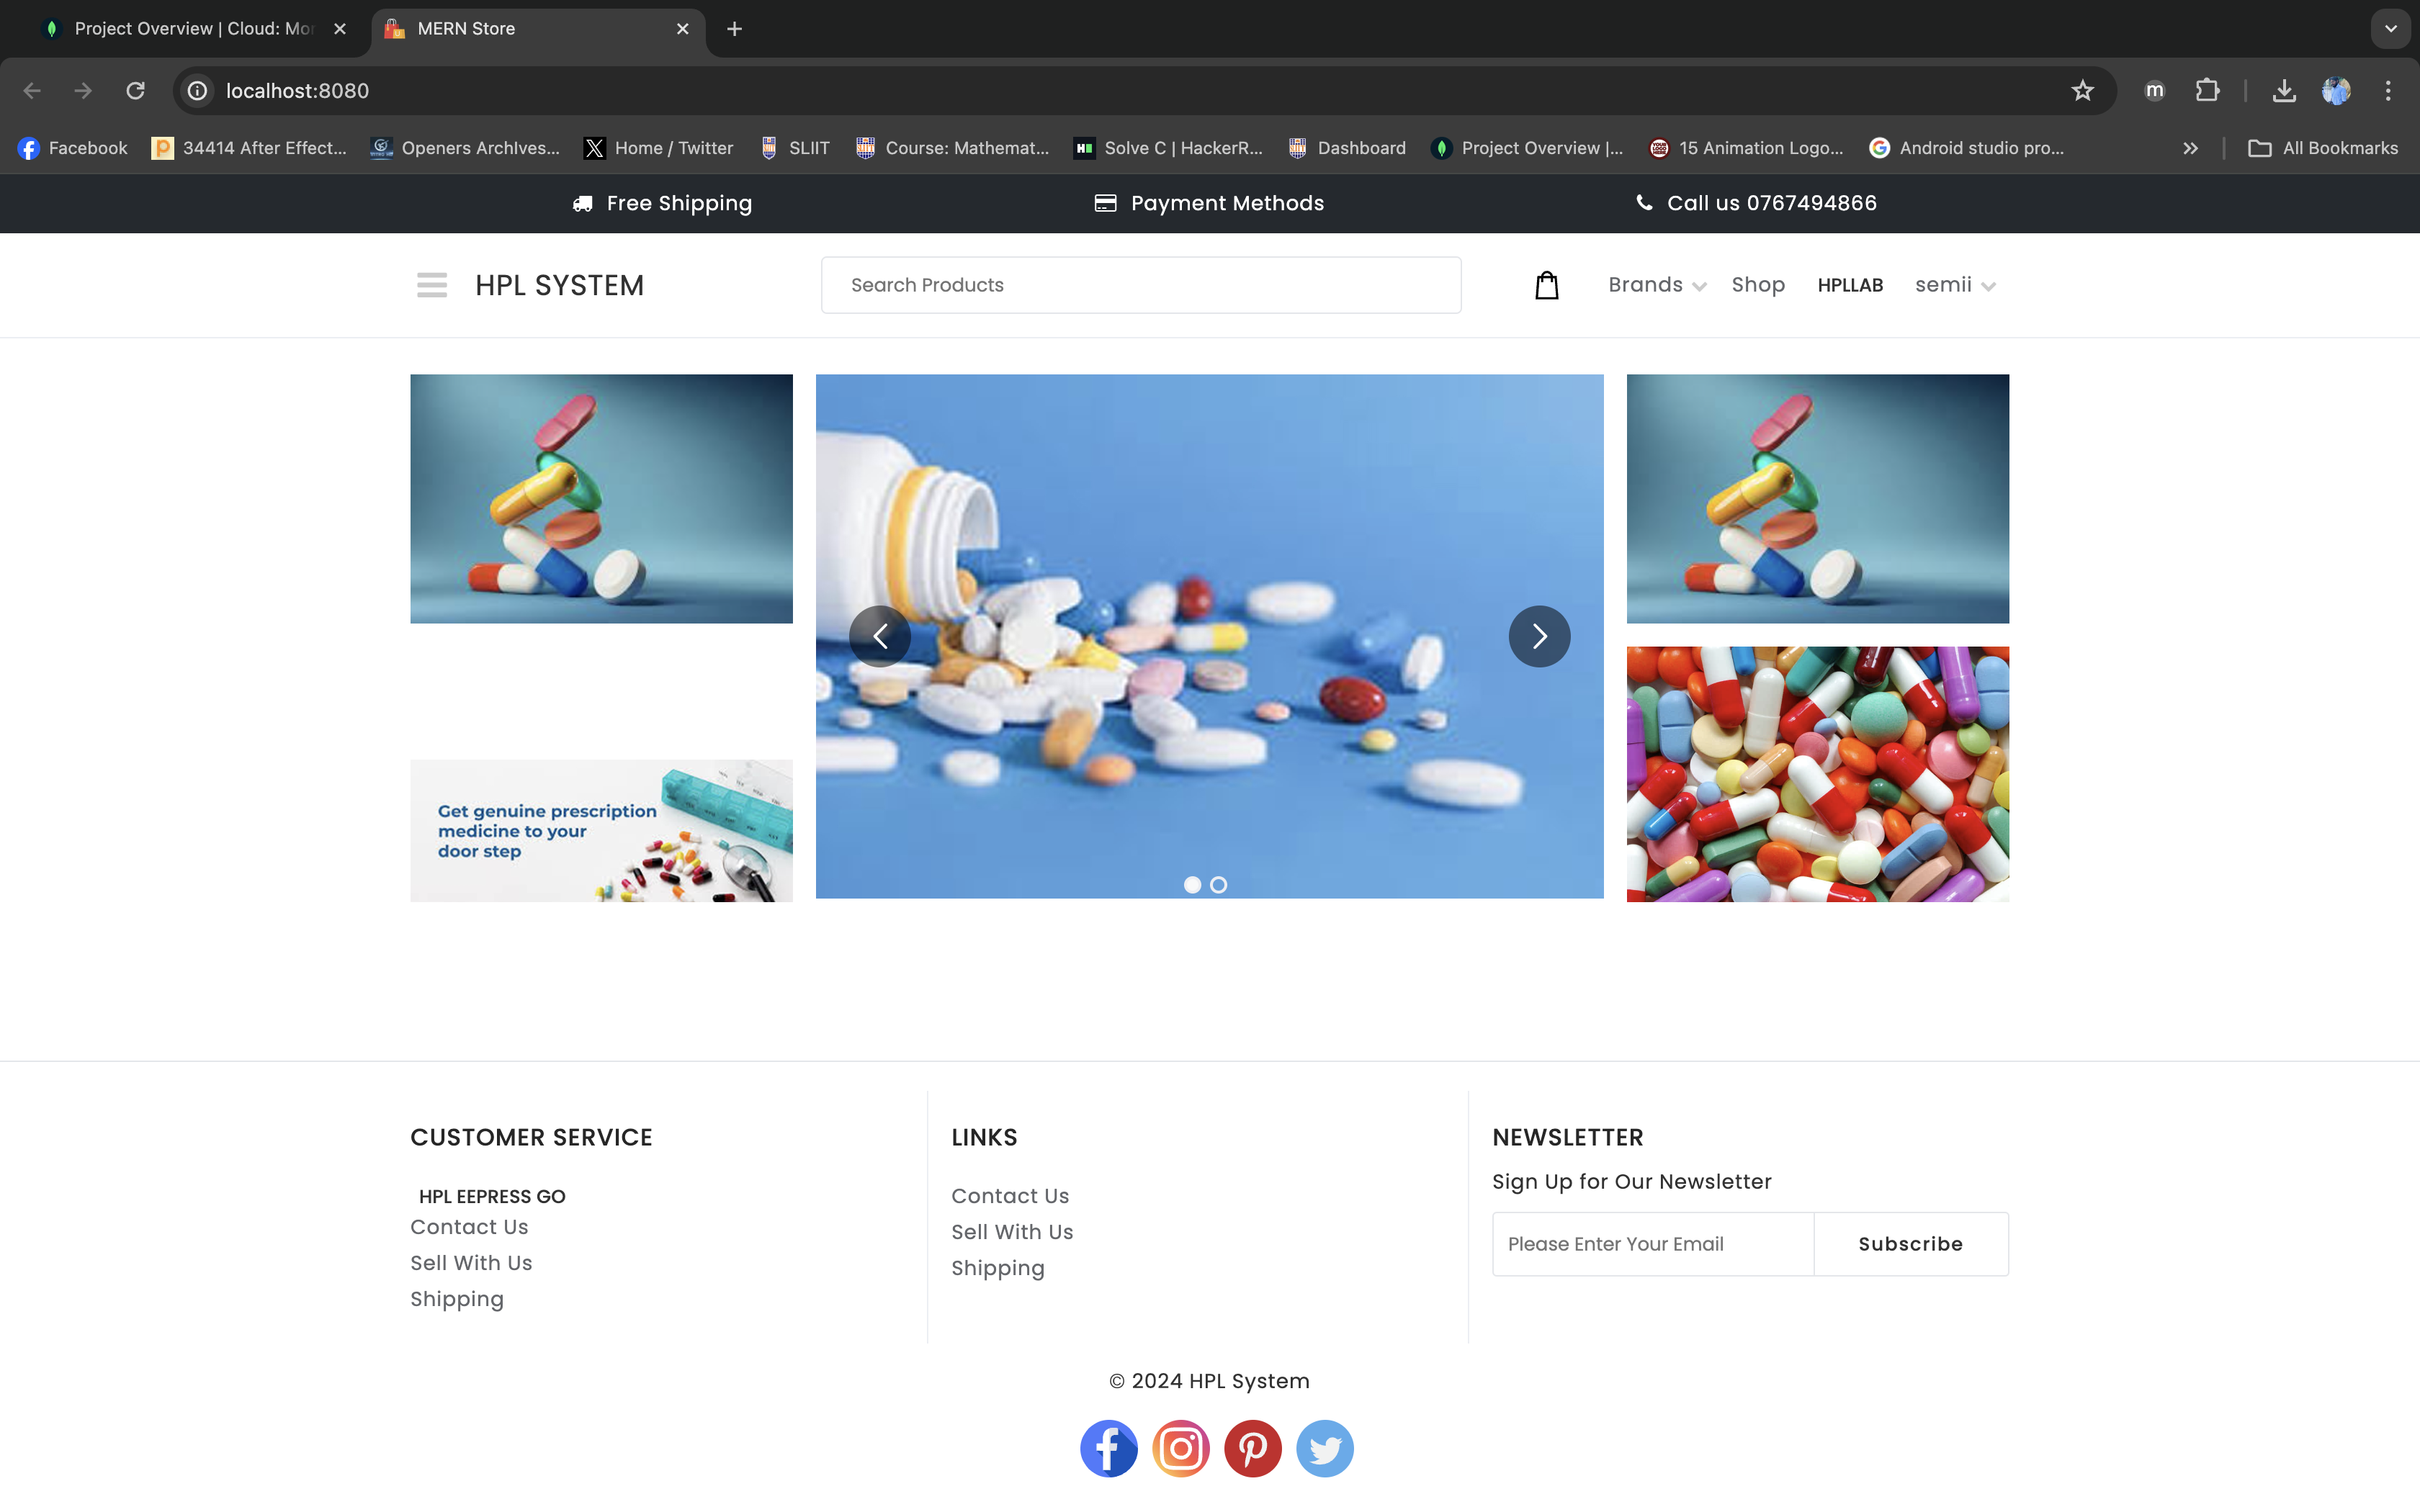 Project Overview | Cloud: Mon
MERN Store
localhost:8080
m
Facebook
34414 After Effect...
Openers ArchIves...
Home / Twitter
SLIIT
Course: Mathemat...
Solve C | HackerR...
Dashboard
Project Overview |...
15 Animation Logo...
Android studio pro...
All Bookmarks
Free Shipping
Payment Methods
Call us 0767494866
HPL SYSTEM
Search Products
Brands
Shop
HPLLAB
semii
Get genuine prescription
medicine to your
door step
CUSTOMER SERVICE
HPL EEPRESS GO
Contact Us
Sell With Us
Shipping
LINKS
Contact Us
Sell With Us
Shipping
NEWSLETTER
Sign Up for Our Newsletter
Please Enter Your Email
Subscribe
© 2024 HPL System